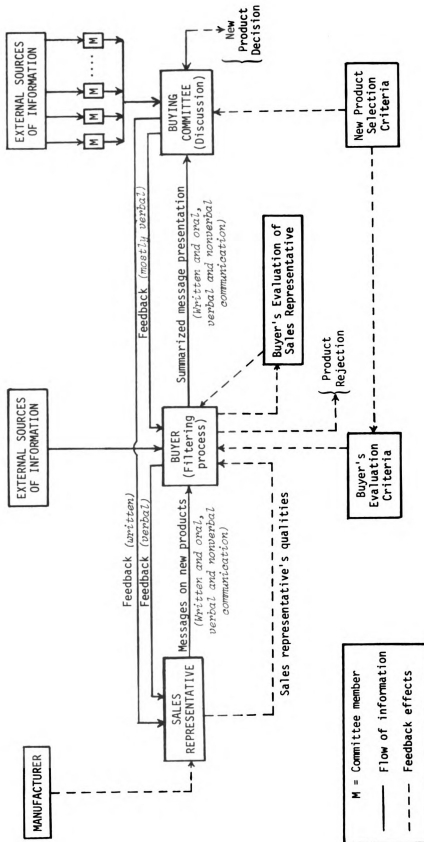 EXTERNAL SOURCES
OF INFORMATION
M
M
M
M
BUYING
COMMITTEE
(Discussion)
New
Product
Decision
New Product
Selection
Criteria
Feedback (mostly verbal)
Summarized message presentation
(Written and oral,
verbal and nonverbal
communication)
Buyer's Evaluation of
Sales Representative
EXTERNAL SOURCES
OF INFORMATION
BUYER
(Filtering
process)
Product
Rejection
Buyer's
Evaluation
Criteria
Feedback (written)
Feedback (verbal)
Messages on new products
(Written and oral,
verbal and nonverbal
communication)
Sales representative's qualities
SALES
REPRESENTATIVE
MANUFACTURER
M = Committee member
Flow of information
Feedback effects